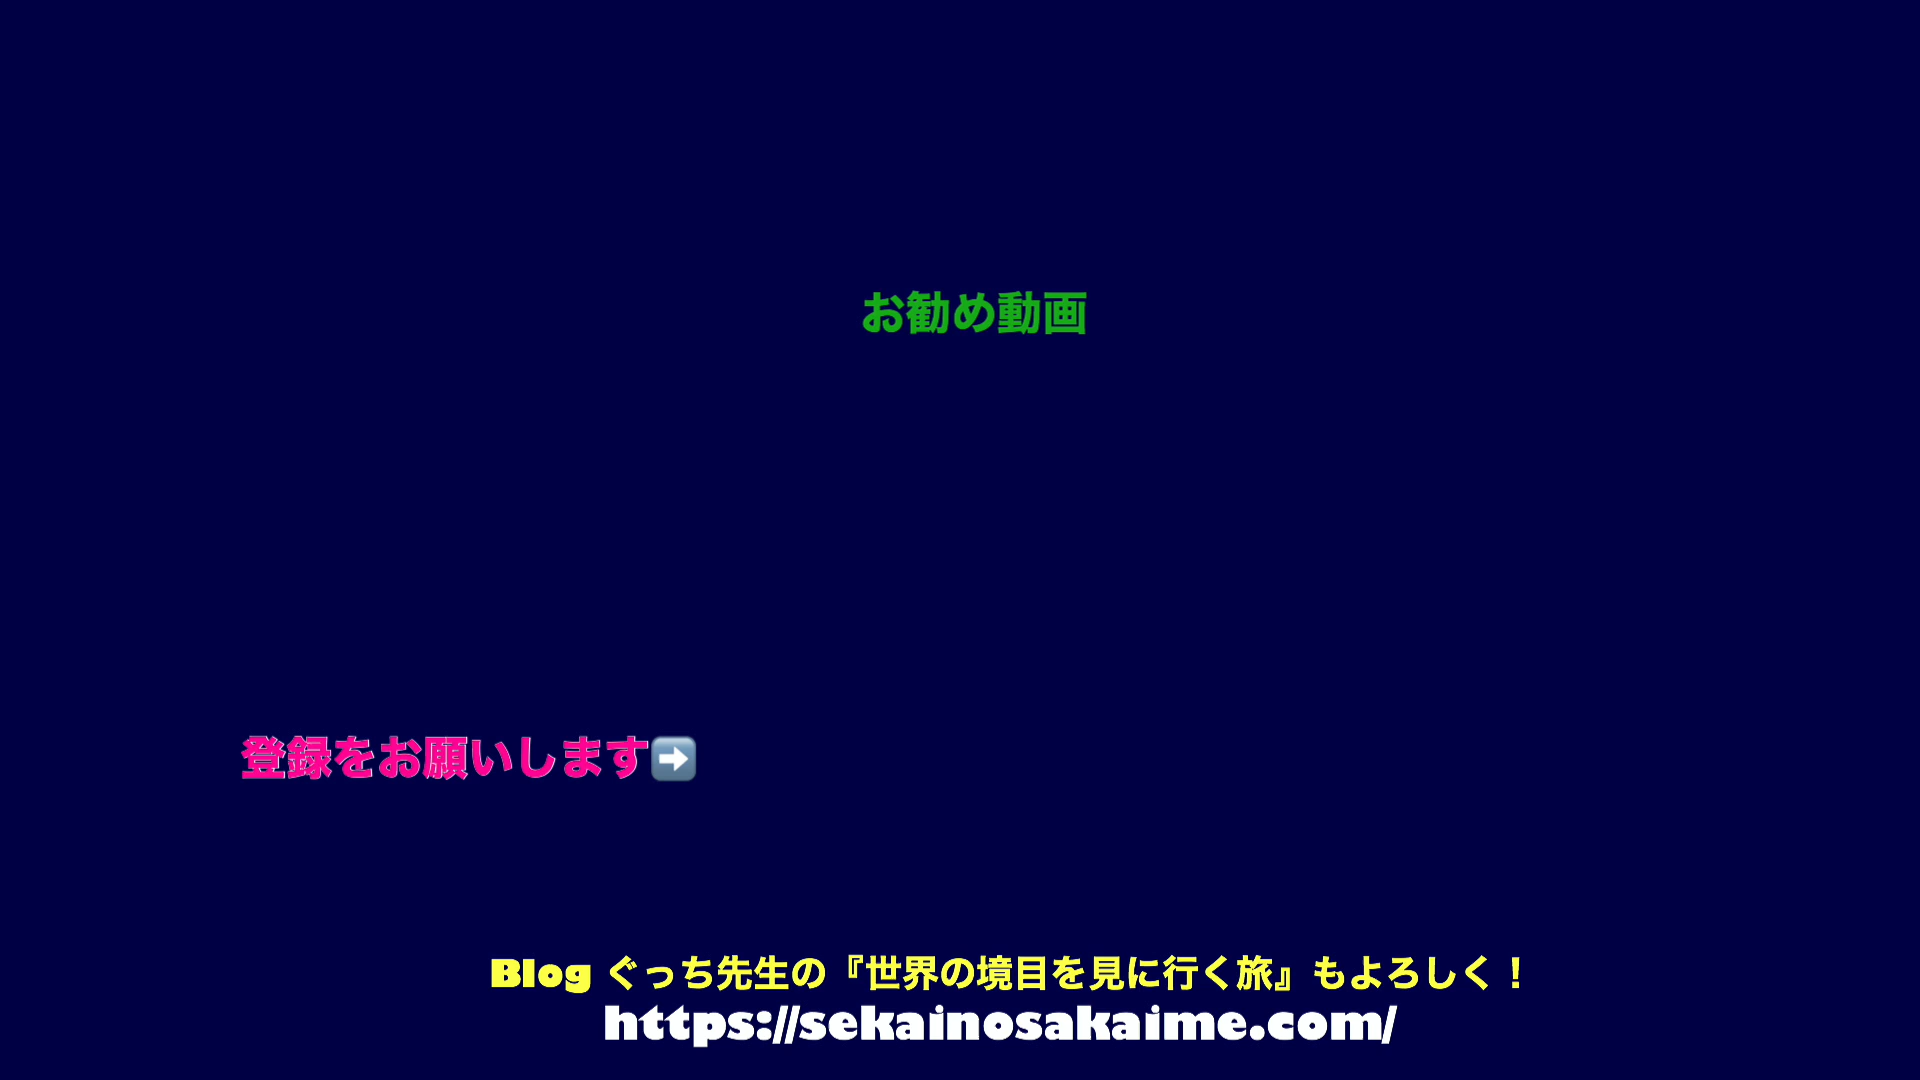 お勧め動画
登録をお願いします➡️
Blog ぐっち先生の『世界の境目を見に行く旅』もよろしく！
https://sekainosakaime.com/